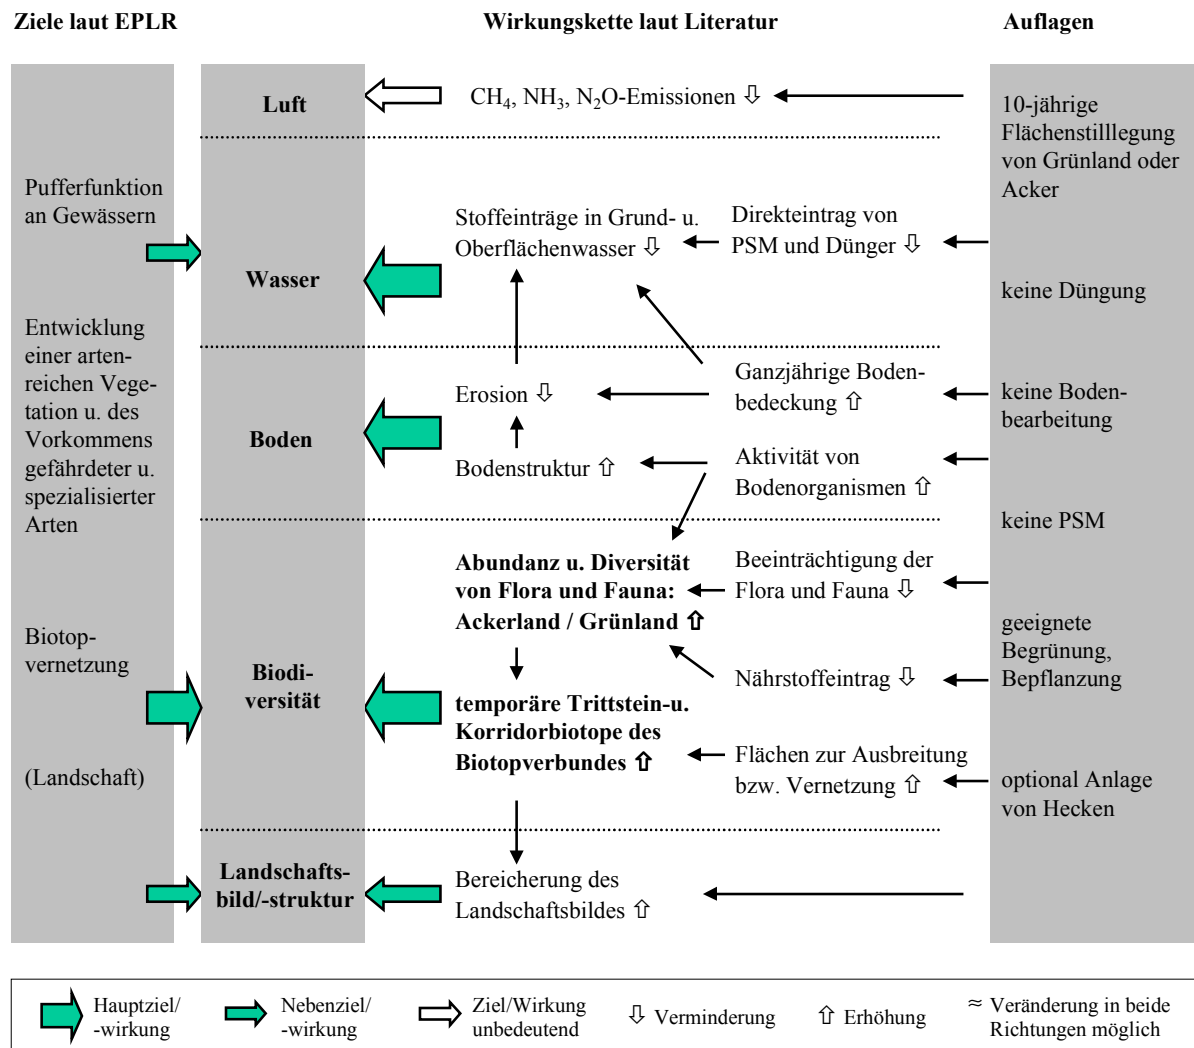 Ziele laut EPLR
Wirkungskette laut Literatur
Auflagen
Pufferfunktion
an Gewässern
Entwicklung
einer arten-
reichen Vege-
tation u. des
Vorkommens
gefährdeter u.
spezialisierter
Arten
Biotop-
vernetzung
(Landschaft)
Luft
Wasser
Boden
Biodi-
versität
Landschafts-
bild/-struktur
CH₄, NH₃, N₂O-Emissionen ⇩
Stoffeinträge in Grund- u.
Oberflächenwasser ⇩
Direkteintrag von
PSM und Dünger ⇩
Erosion ⇩
Ganzjährige Boden-
bedeckung ⇧
Bodenstruktur ⇧
Aktivität von
Bodenorganismen ⇧
Abundanz u. Diversität
von Flora und Fauna:
Ackerland / Grünland ⇧
Beeinträchtigung der
Flora und Fauna ⇩
Nährstoffeintrag ⇩
temporäre Trittstein-u.
Korridorbiotope des
Biotopverbundes ⇧
Flächen zur Ausbreitung
bzw. Vernetzung ⇧
Bereicherung des
Landschaftsbildes ⇧
10-jährige
Flächenstilllegung
von Grünland oder
Acker
keine Düngung
keine Boden-
bearbeitung
keine PSM
geeignete
Begrünung,
Bepflanzung
optional Anlage
von Hecken
Hauptziel/
-wirkung
Nebenziel/
-wirkung
Ziel/Wirkung
unbedeutend
⇩ Verminderung
⇧ Erhöhung
≈ Veränderung in beide
Richtungen möglich